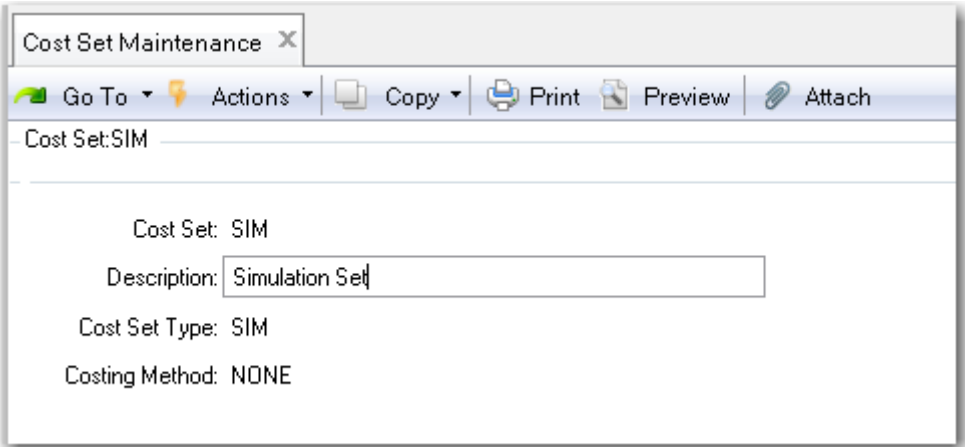 Cost Set Maintenance
Go To Actions Copy Print Preview Attach
Cost Set:SIM
Cost Set: SIM
Description: Simulation Set
Cost Set Type: SIM
Costing Method: NONE